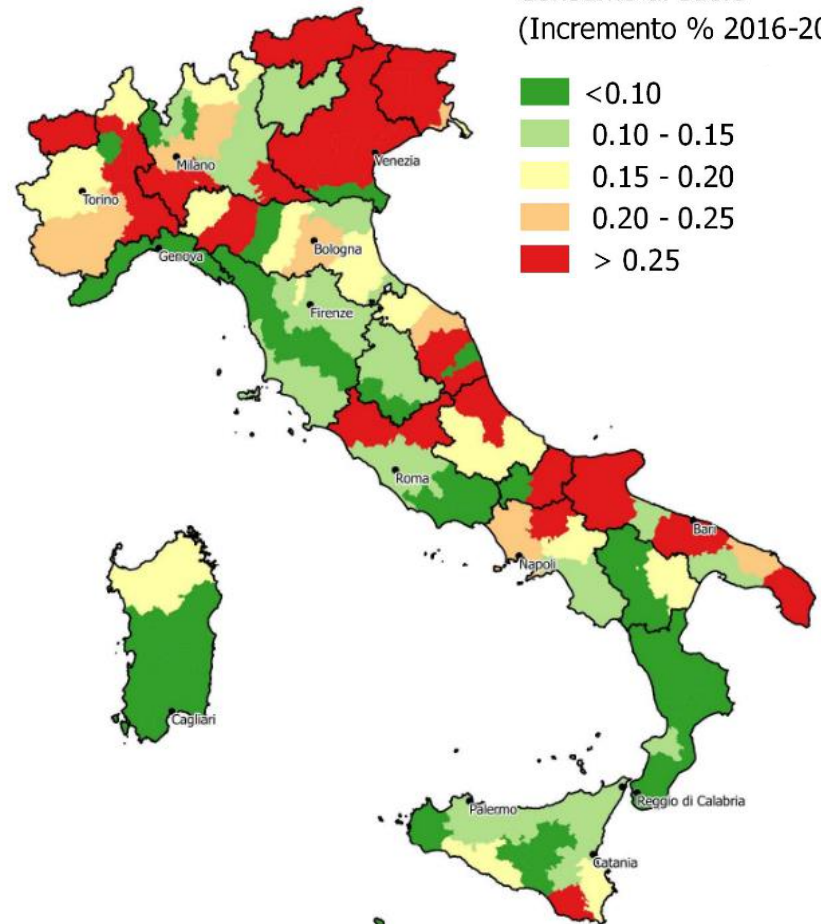 (Incremento % 2016-20
<0.10
0.10 - 0.15
0.15 - 0.20
0.20 - 0.25
> 0.25
Milano
Venezia
Torino
Genova
Bologna
Firenze
Roma
Bari
Napoli
Cagliari
Palermo
Reggio di Calabria
Catania